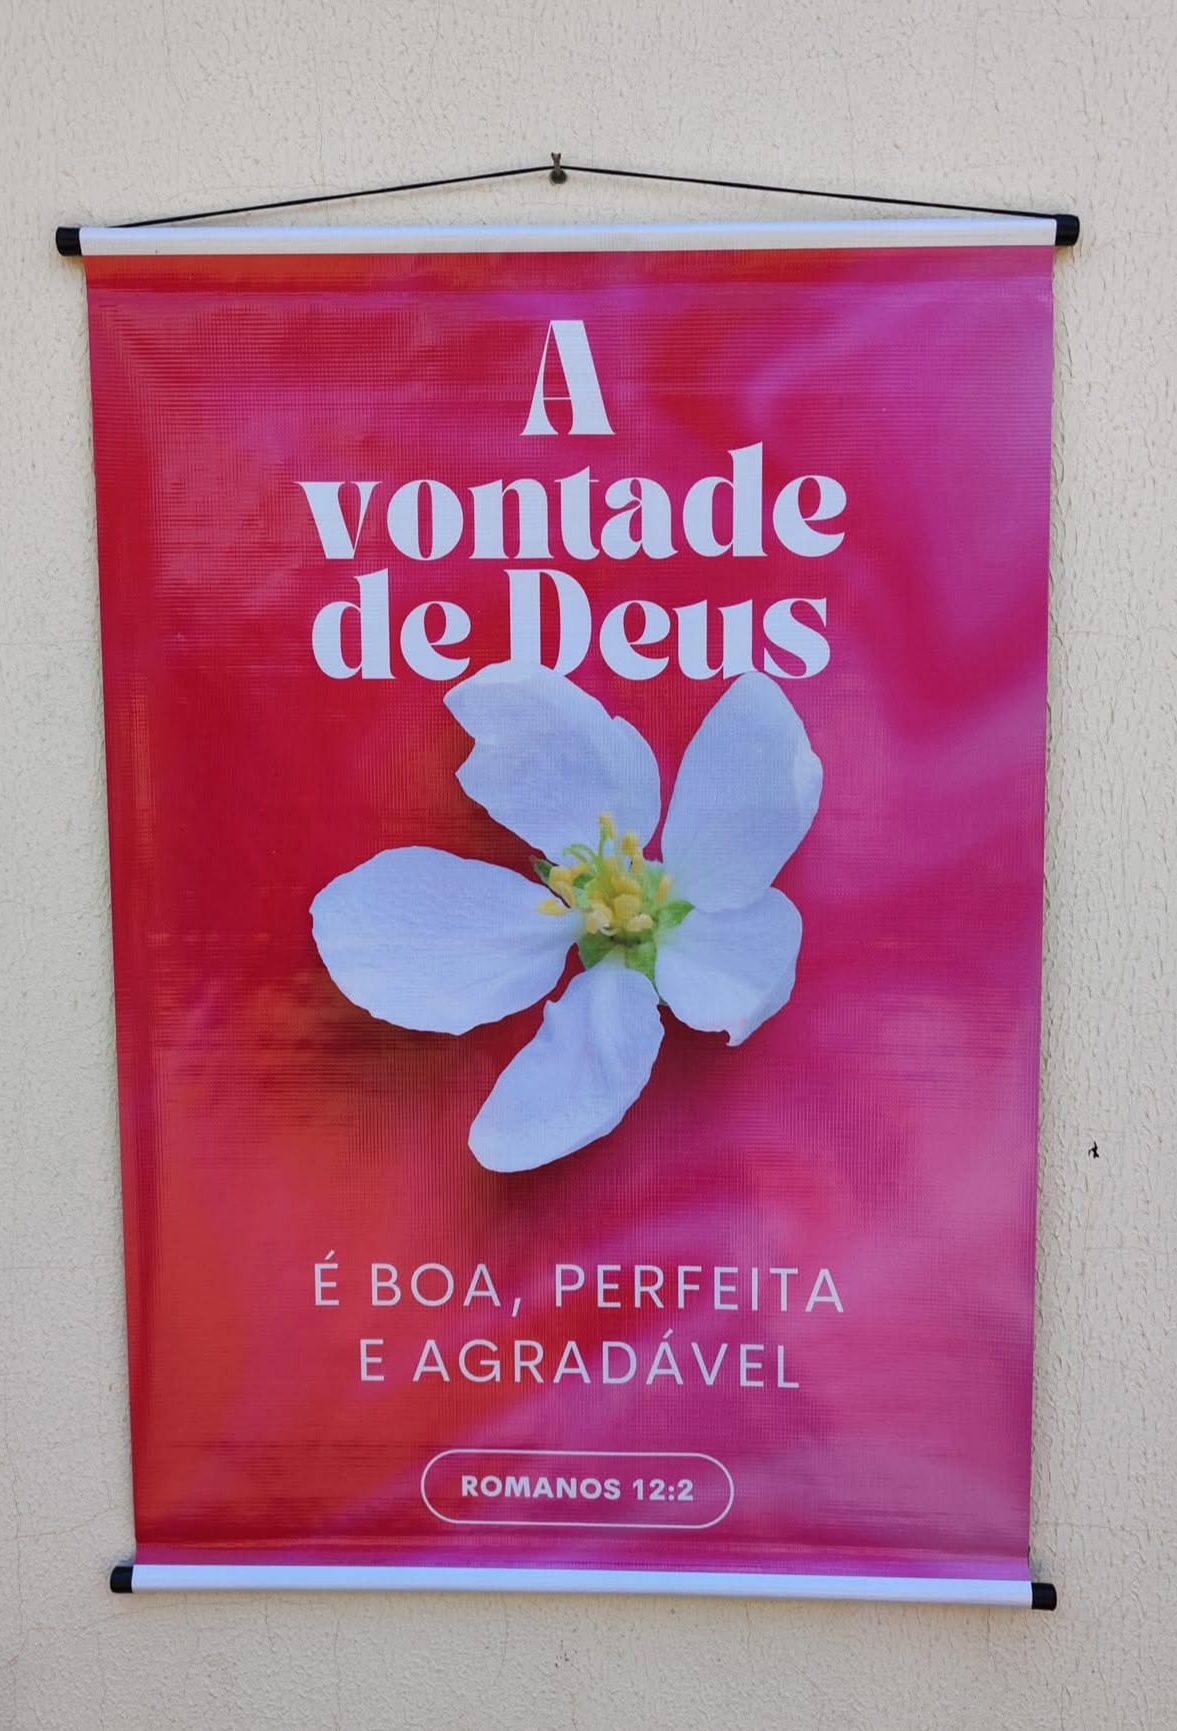 A
vontade
de Deus
É BOA, PERFEITA
E AGRADÁVEL
ROMANOS 12:2